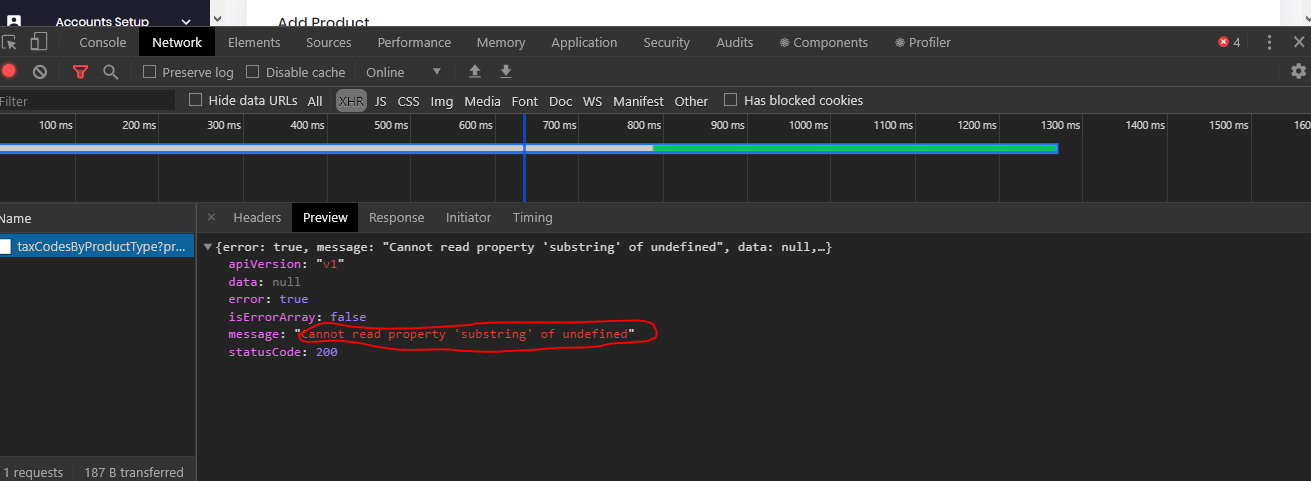 Accounts Setup
Add Product
Console Network Elements Sources Performance Memory Application Security Audits Components Profiler 4
Preserve log Disable cache Online
Filter Hide data URLs All XHR JS CSS Img Media Font Doc WS Manifest Other Has blocked cookies
100 ms 200 ms 300 ms 400 ms 500 ms 600 ms 700 ms 800 ms 900 ms 1000 ms 1100 ms 1200 ms 1300 ms 1400 ms 1500 ms 160
Name × Headers Preview Response Initiator Timing
taxCodesByProductType?pr...
{error: true, message: "Cannot read property 'substring' of undefined", data: null,…}
apiVersion: "v1"
data: null
error: true
isErrorArray: false
message: "Cannot read property 'substring' of undefined"
statusCode: 200
1 requests 187 B transferred